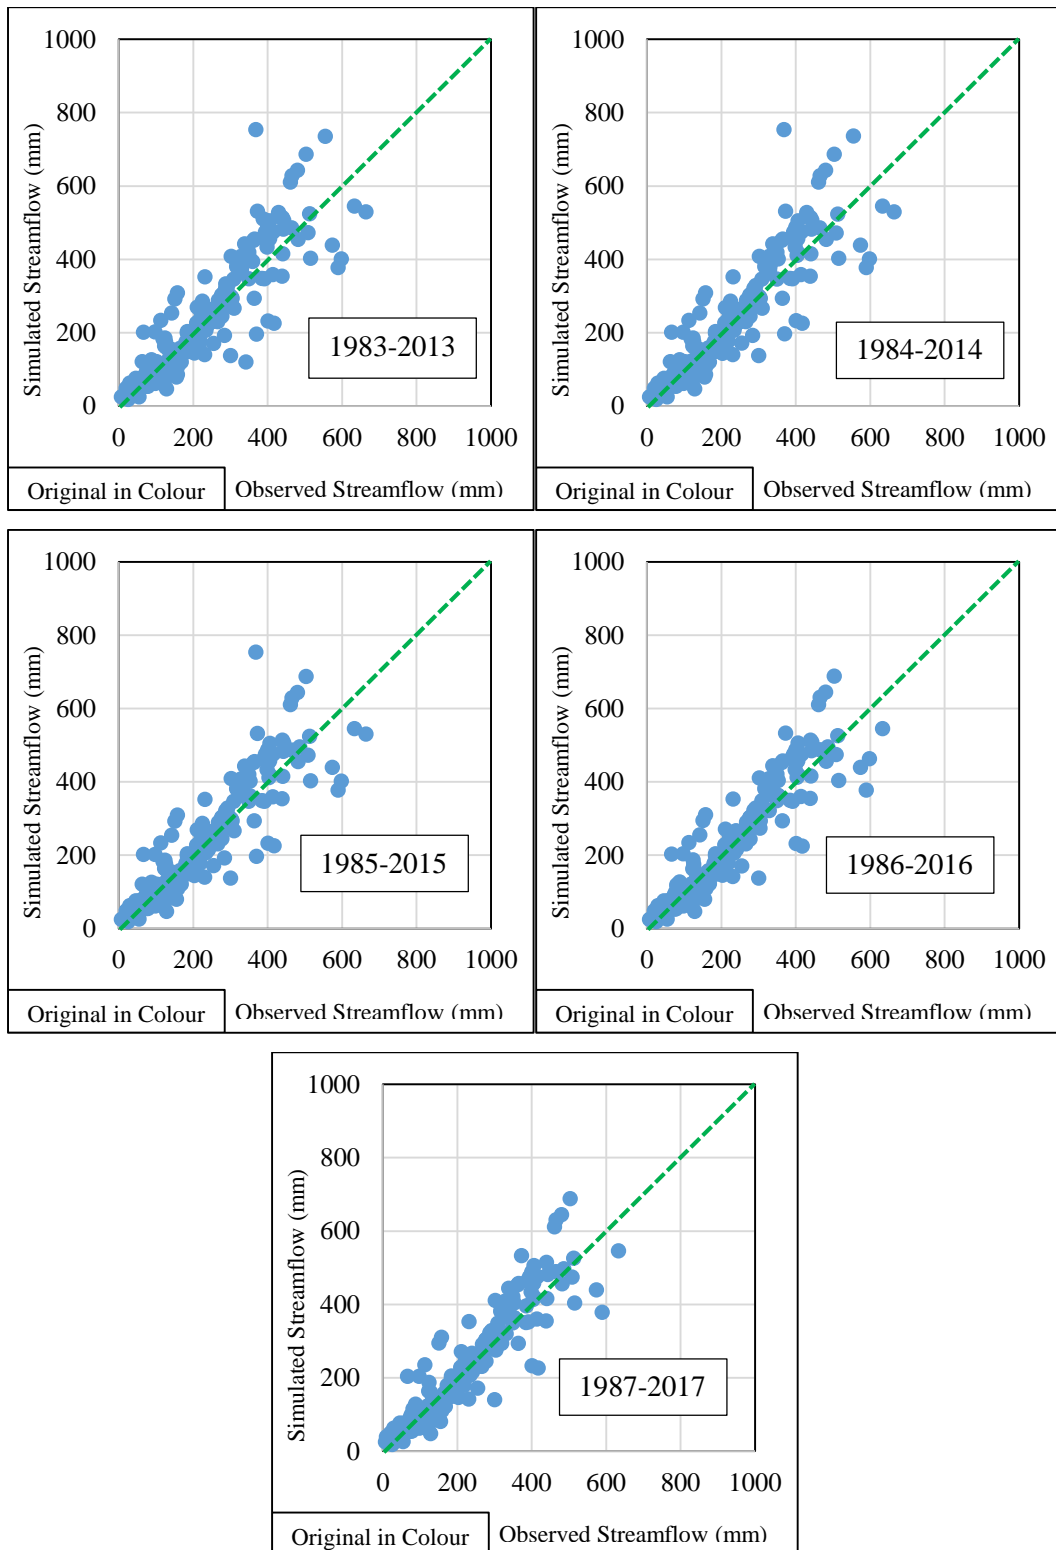 1000
800
600
400
200
0
0 200 400 600 800 1000
Simulated Streamflow (mm)
1983-2013
Original in Colour
Observed Streamflow (mm)
1000
800
600
400
200
0
0 200 400 600 800 1000
Simulated Streamflow (mm)
1984-2014
Original in Colour
Observed Streamflow (mm)
1000
800
600
400
200
0
0 200 400 600 800 1000
Simulated Streamflow (mm)
1985-2015
Original in Colour
Observed Streamflow (mm)
1000
800
600
400
200
0
0 200 400 600 800 1000
Simulated Streamflow (mm)
1986-2016
Original in Colour
Observed Streamflow (mm)
1000
800
600
400
200
0
0 200 400 600 800 1000
Simulated Streamflow (mm)
1987-2017
Original in Colour
Observed Streamflow (mm)